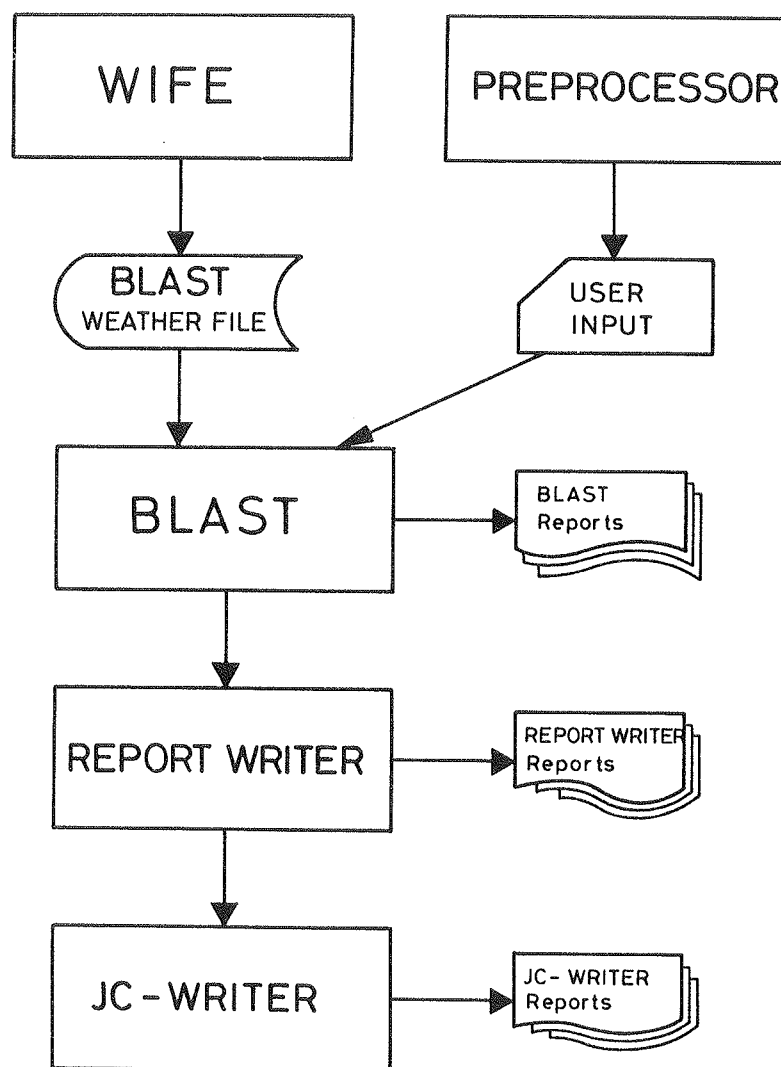 WIFE
PREPROCESSOR
BLAST
WEATHER FILE
USER
INPUT
BLAST
BLAST
Reports
REPORT WRITER
REPORT WRITER
Reports
JC-WRITER
JC-WRITER
Reports